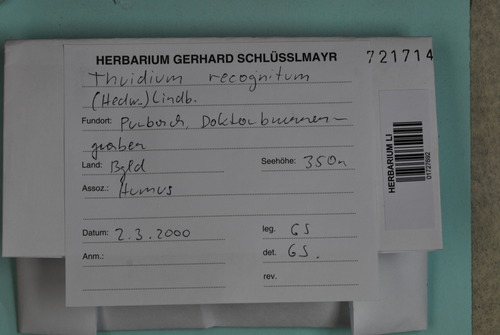 HERBARIUM GERHARD SCHLÜSSLMAYR
721714
Thuidium recognitum
(Hedw.) Lindb.
Fundort: Purbach, Doktorbrunnen-
graben
Land: Bgld Seehöhe: 350m
Assoz.: Humus
Datum: 2.3.2000 leg. GS
Anm.: det. GS.
rev.
HERBARIUM LI
01727692